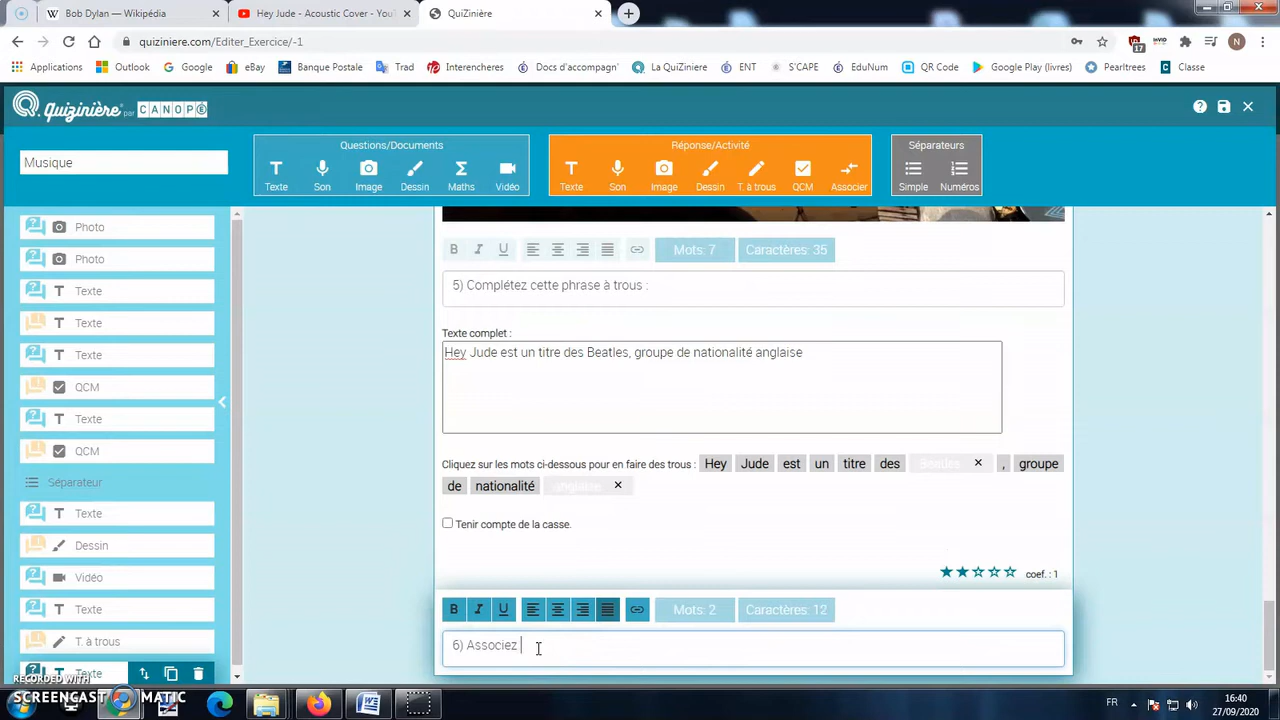 Bob Dylan — Wikipédia
Hey Jude - Acoustic Cover - YouT
QuiZinière
quiziniere.com/Editer_Exercice/-1
17
N
Applications
Outlook
Google
eBay
Banque Postale
Trad
Interencheres
Docs d'accompagn'
La QuiZiniere
ENT
S'CAPE
EduNum
QR Code
Google Play (livres)
Pearltrees
Classe
Quizinière par CANOPÉ
Musique
Questions/Documents
Texte Son Image Dessin Maths Vidéo
Réponse/Activité
Texte Son Image Dessin T. à trous QCM Associer
Séparateurs
Simple Numéros
Photo
Photo
Texte
Texte
Texte
QCM
Texte
QCM
Séparateur
Texte
Dessin
Vidéo
Texte
T. à trous
Texte
B I U Mots: 7 Caractères: 35
5) Complétez cette phrase à trous :
Texte complet :
Hey Jude est un titre des Beatles, groupe de nationalité anglaise
Cliquez sur les mots ci-dessous pour en faire des trous : Hey Jude est un titre des Beatles × , groupe
de nationalité anglaise ×
Tenir compte de la casse.
coef. : 1
B I U Mots: 2 Caractères: 12
6) Associez
RECORDED WITH
SCREENCAST MATIC
FR
16:40
27/09/2020